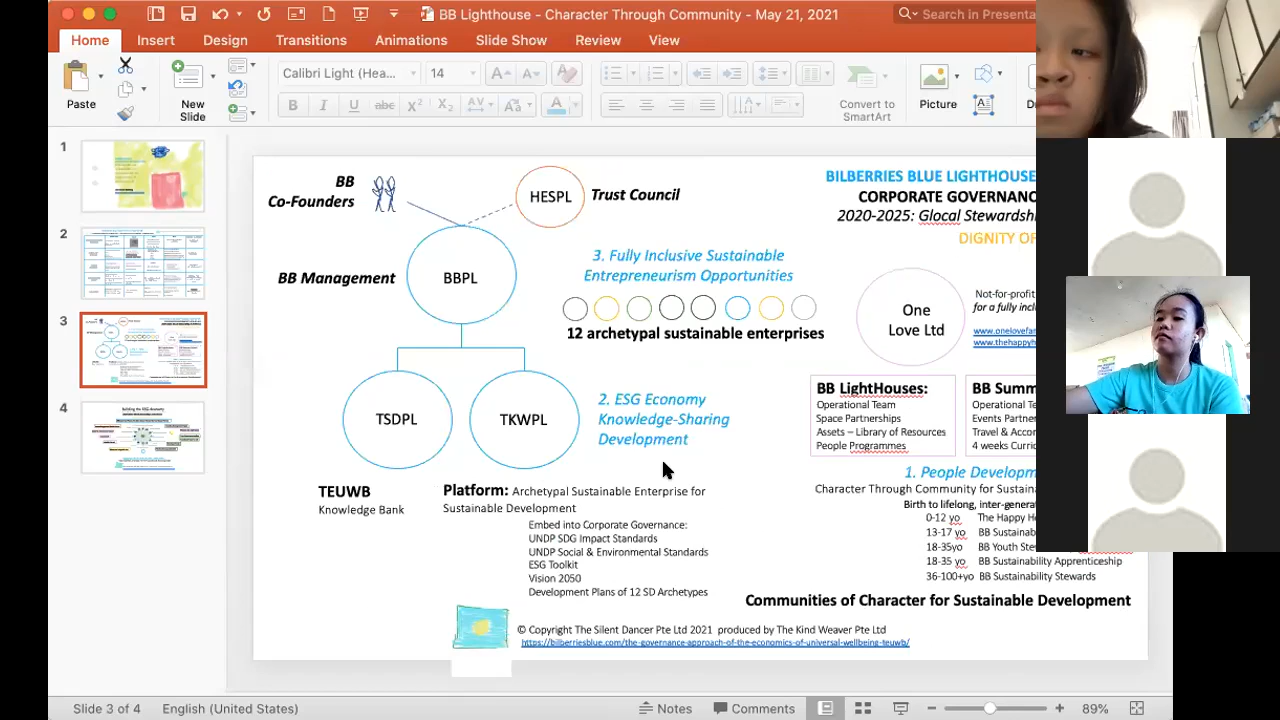 BB Lighthouse - Character Through Community - May 21, 2021
Search in Presenta
Home Insert Design Transitions Animations Slide Show Review View
Paste
New
Slide
Calibri Light (Hea...
14
Convert to
SmartArt
Picture
1
2
3
4
BB
Co-Founders
HESPL
Trust Council
BB Management
BBPL
TSDPL
TKWPL
3. Fully Inclusive Sustainable
Entrepreneurism Opportunities
12 archetypal sustainable enterprises
2. ESG Economy
Knowledge-Sharing
Development
TEUWB
Knowledge Bank
Platform: Archetypal Sustainable Enterprise for
Sustainable Development
Embed into Corporate Governance:
UNDP SDG Impact Standards
UNDP Social & Environmental Standards
ESG Toolkit
Vision 2050
Development Plans of 12 SD Archetypes
BILBERRIES BLUE LIGHTHOUSE
CORPORATE GOVERNANC
2020-2025: Glocal Stewardsh
DIGNITY OF
One
Love Ltd
Not-for-profit
for a fully incl
www.onelovefar
www.thehappyh
BB LightHouses:
Operational Team
Space Partnerships
Assets – Library of Resources
People Programmes
BB Summ
Operational Te
Events Partner
Travel & Accor
4 weeks Curric
1. People Developm
Character Through Community for Sustaina
Birth to lifelong, inter-genera
0-12 yo The Happy He
13-17 yo BB Sustainab
18-35yo BB Youth Ste
18-35 yo BB Sustainability Apprenticeship
36-100+yo BB Sustainability Stewards
Communities of Character for Sustainable Development
© Copyright The Silent Dancer Pte Ltd 2021 produced by The Kind Weaver Pte Ltd
https://bilberriesblue.com/the-governance-approach-of-the-economics-of-universal-wellbeing-teuwb/
Slide 3 of 4 English (United States) Notes Comments 89%